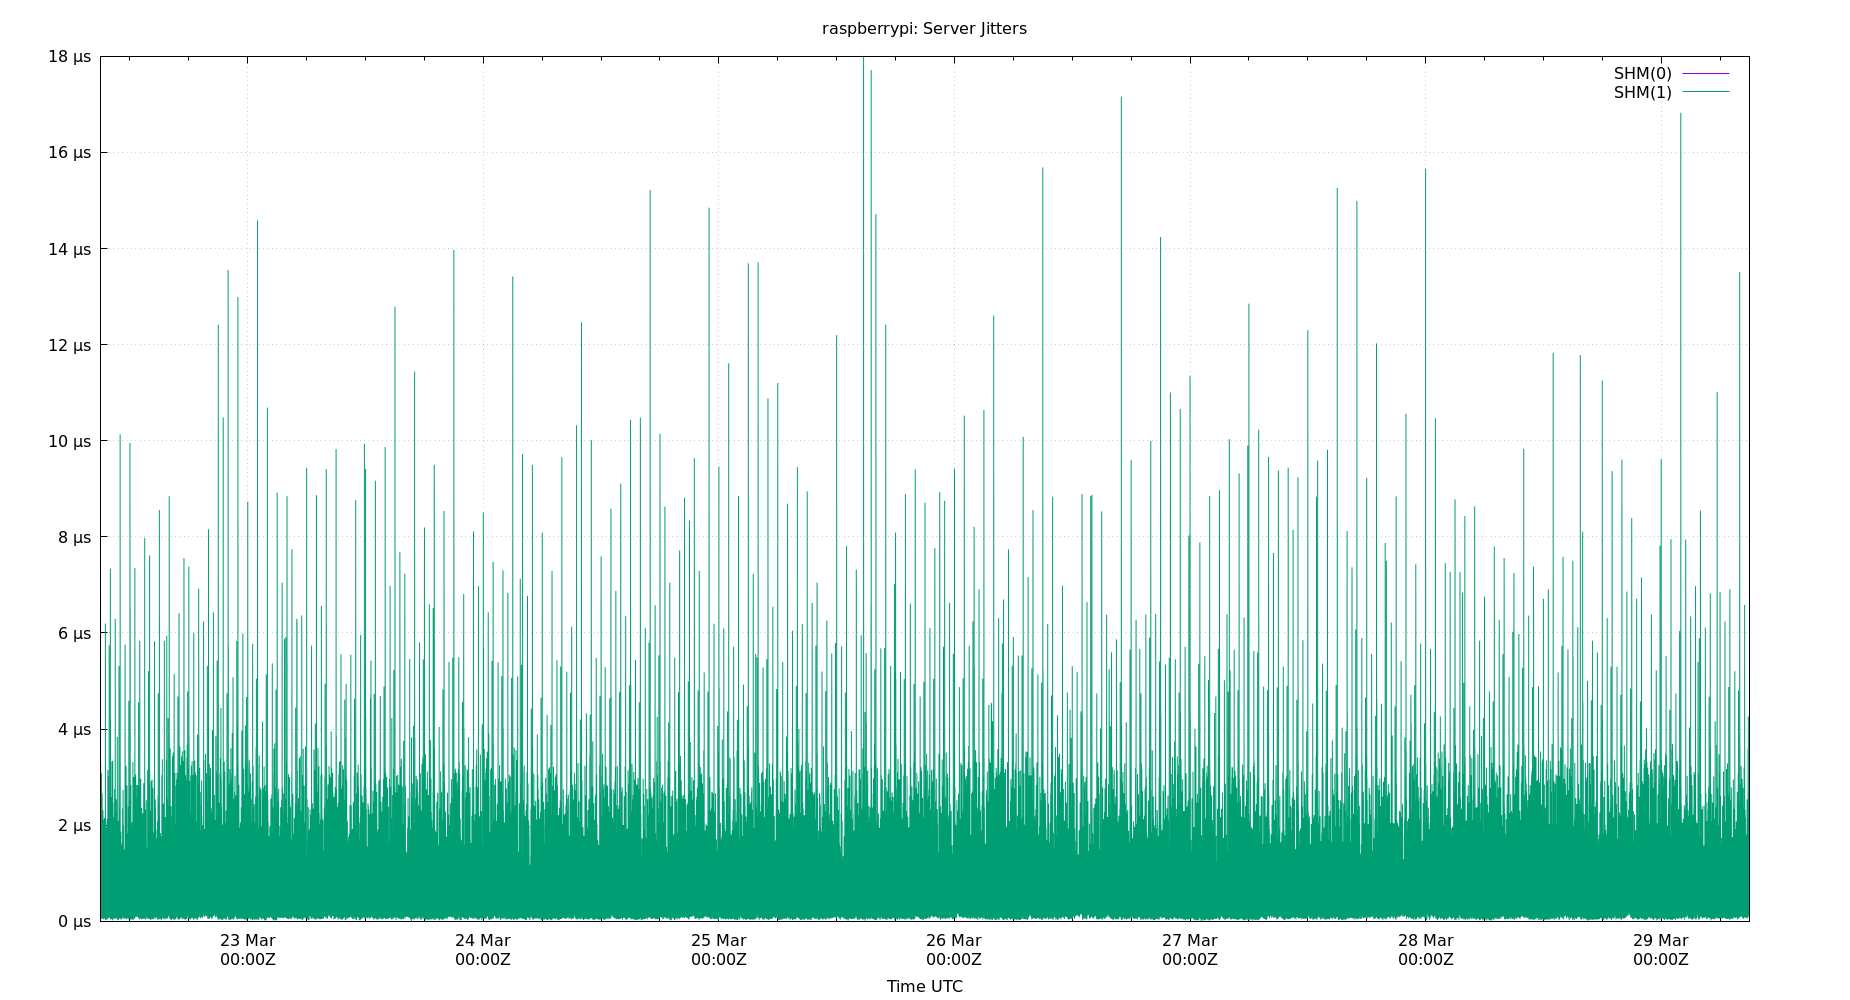 raspberrypi: Server Jitters
18 µs
16 µs
14 µs
12 µs
10 µs
8 µs
6 µs
4 µs
2 µs
0 µs
SHM(0)
SHM(1)
23 Mar 24 Mar 25 Mar 26 Mar 27 Mar 28 Mar 29 Mar
00:00Z 00:00Z 00:00Z 00:00Z 00:00Z 00:00Z 00:00Z
Time UTC